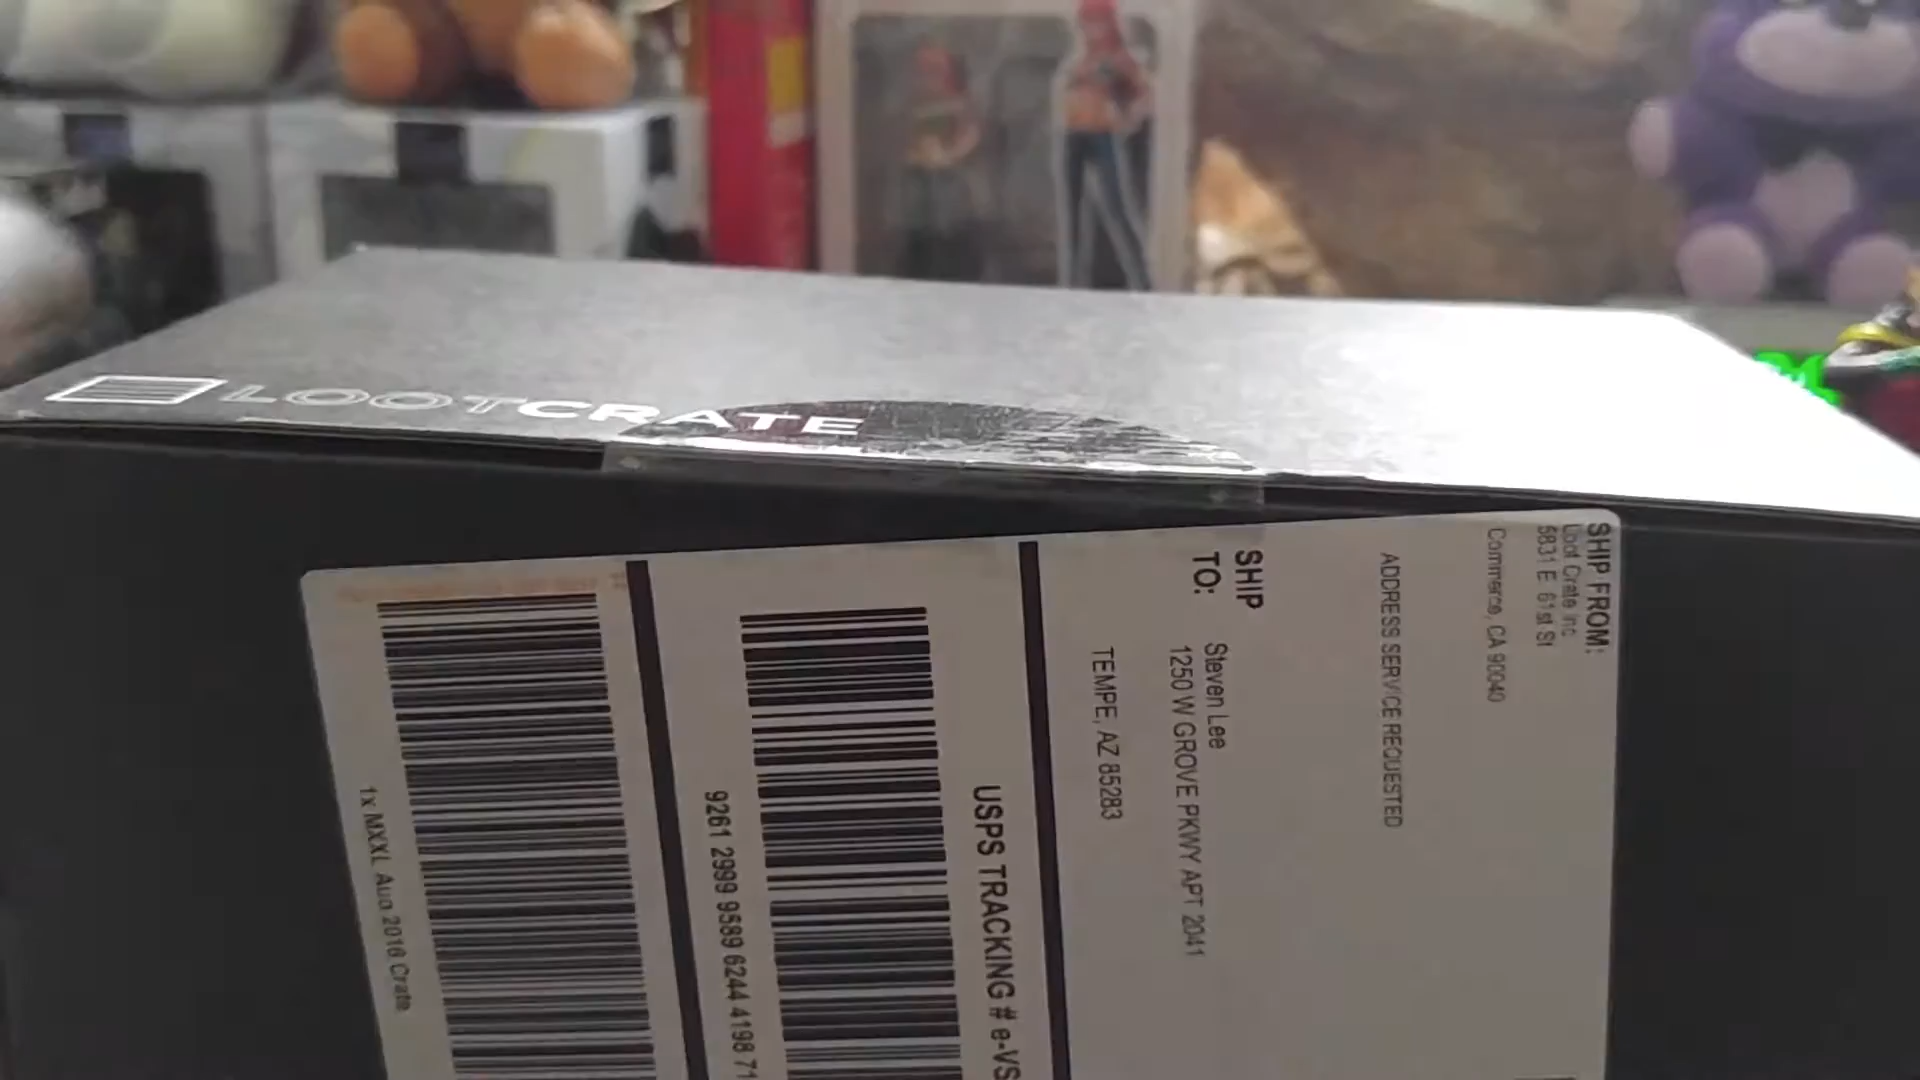 LOOTCRATE
SHIP FROM:
Loot Crate Inc
5831 E 61st St
Commerce, CA 90040
ADDRESS SERVICE REQUESTED
SHIP
TO:
Steven Lee
1250 W GROVE PKWY APT 2041
TEMPE, AZ 85283
USPS TRACKING # e-VS
9261 2999 9589 6244 4198 71
1x MXXL Aug 2016 Crate